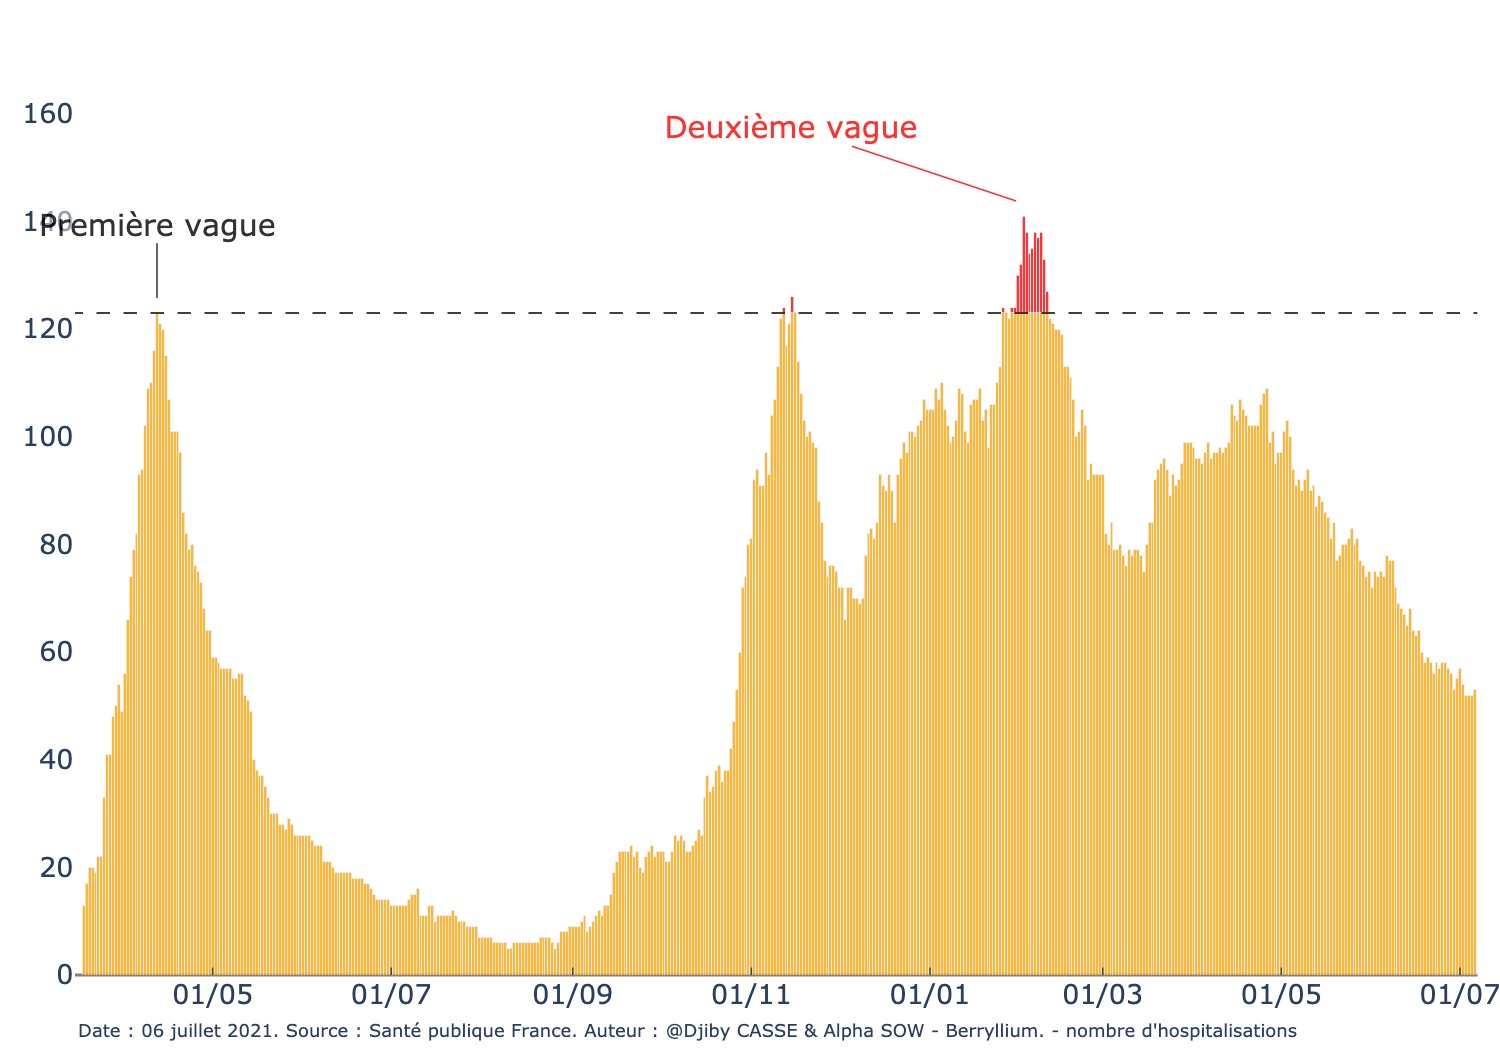 160
Deuxième vague
140
Première vague
120
100
80
60
40
20
0
01/05 01/07 01/09 01/11 01/01 01/03 01/05 01/07
Date : 06 juillet 2021. Source : Santé publique France. Auteur : @Djiby CASSE & Alpha SOW - Berryllium. - nombre d'hospitalisations